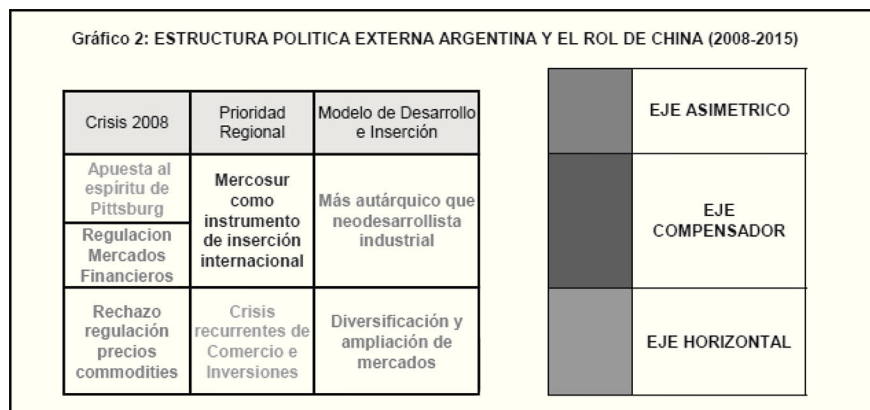 Gráfico 2: ESTRUCTURA POLITICA EXTERNA ARGENTINA Y EL ROL DE CHINA (2008-2015)
Crisis 2008
Prioridad
Regional
Modelo de Desarrollo
e Inserción
Apuesta al
espíritu de
Pittsburg
Regulacion
Mercados
Financieros
Mercosur
como
instrumento
de inserción
internacional
Más autárquico que
neodesarrollista
industrial
Rechazo
regulación
precios
commodities
Crisis
recurrentes de
Comercio e
Inversiones
Diversificación y
ampliación de
mercados
EJE ASIMETRICO
EJE
COMPENSADOR
EJE HORIZONTAL